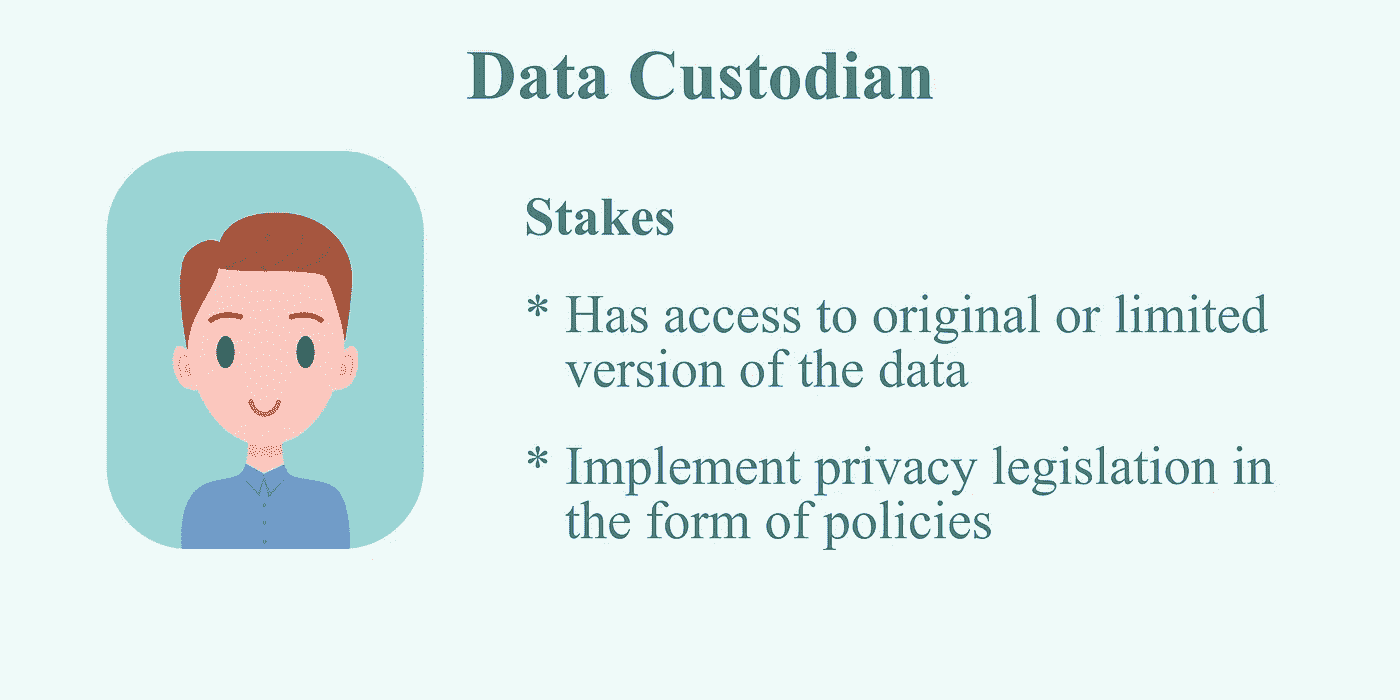 Data Custodian
Stakes
* Has access to original or limited
version of the data
* Implement privacy legislation in
the form of policies